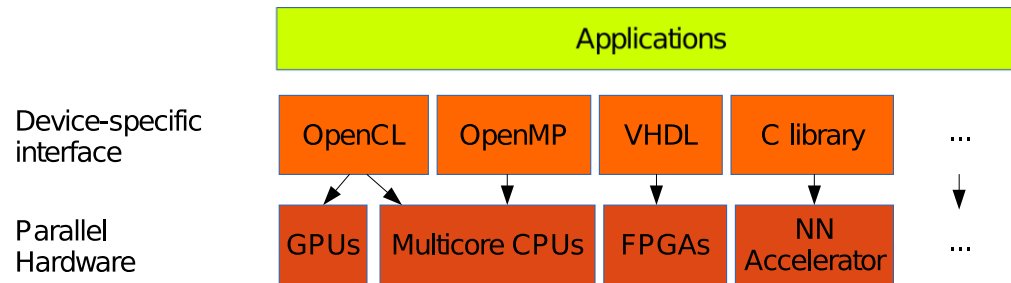 Applications
Device-specific
interface
OpenCL
OpenMP
VHDL
C library
...
Parallel
Hardware
GPUs
Multicore CPUs
FPGAs
NN
Accelerator
...